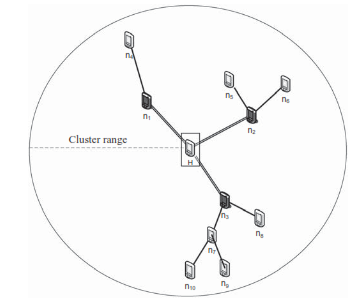 n₄
n₅
n₆
n₁
n₂
Cluster range
H
n₃
n₈
n₇
n₁₀
n₉